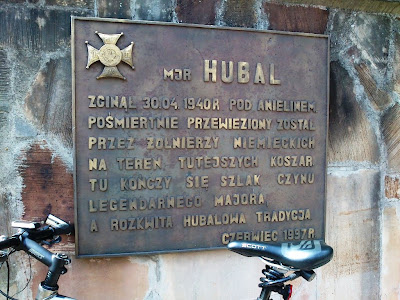 MJR HUBAL
ZGINĄŁ 30.04.1940R POD ANIELINEM.
POŚMIERTNIE PRZEWIEZIONY ZOSTAŁ
PRZEZ ŻOŁNIERZY NIEMIECKICH
NA TEREN TUTEJSZYCH KOSZAR
TU KOŃCZY SIĘ SZLAK CZYNU
LEGENDARNEGO MAJORA
A ROZKWITA HUBALOWA TRADYCJA
CZERWIEC 1997R
SCOTT